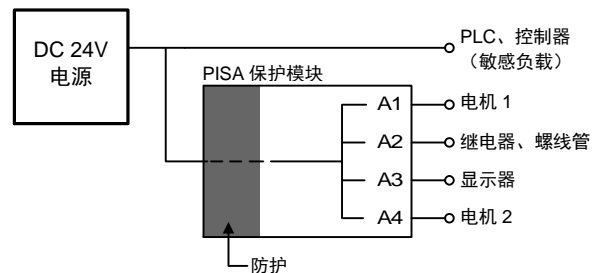 DC 24V
电源
PLC、控制器
（敏感负载）
PISA 保护模块
A1
电机 1
A2
继电器、螺线管
A3
显示器
A4
电机 2
防护